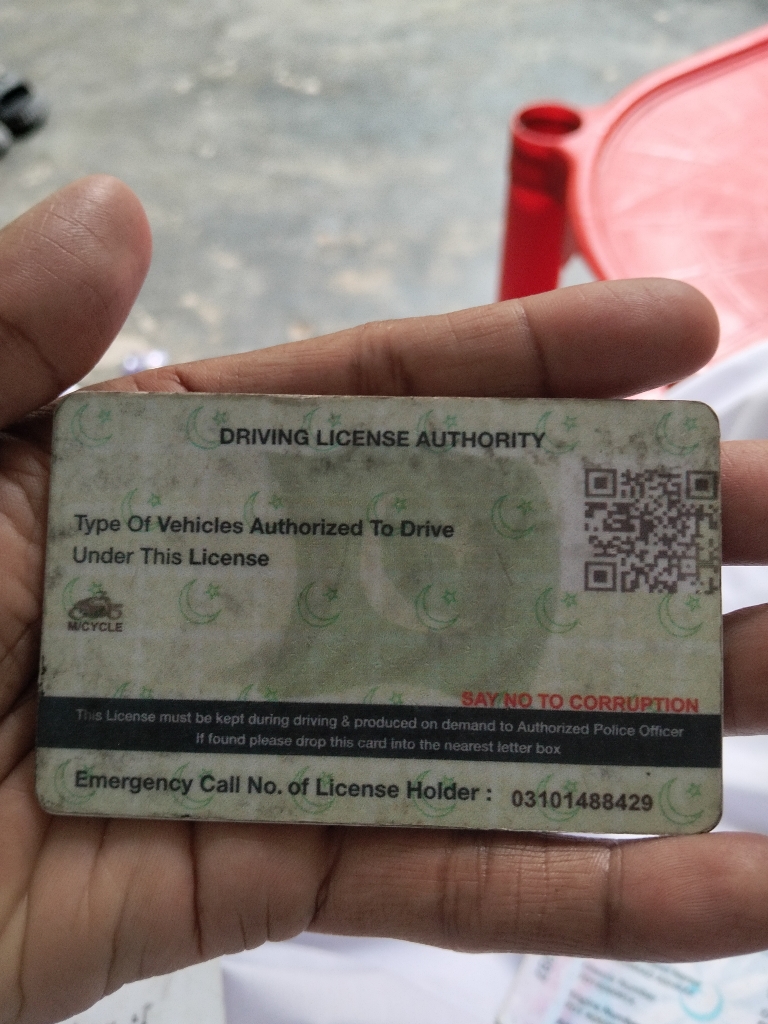 DRIVING LICENSE AUTHORITY
Type Of Vehicles Authorized To Drive
Under This License
M/CYCLE
SAY NO TO CORRUPTION
This License must be kept during driving & produced on demand to Authorized Police Officer
If found please drop this card into the nearest letter box
Emergency Call No. of License Holder : 03101488429